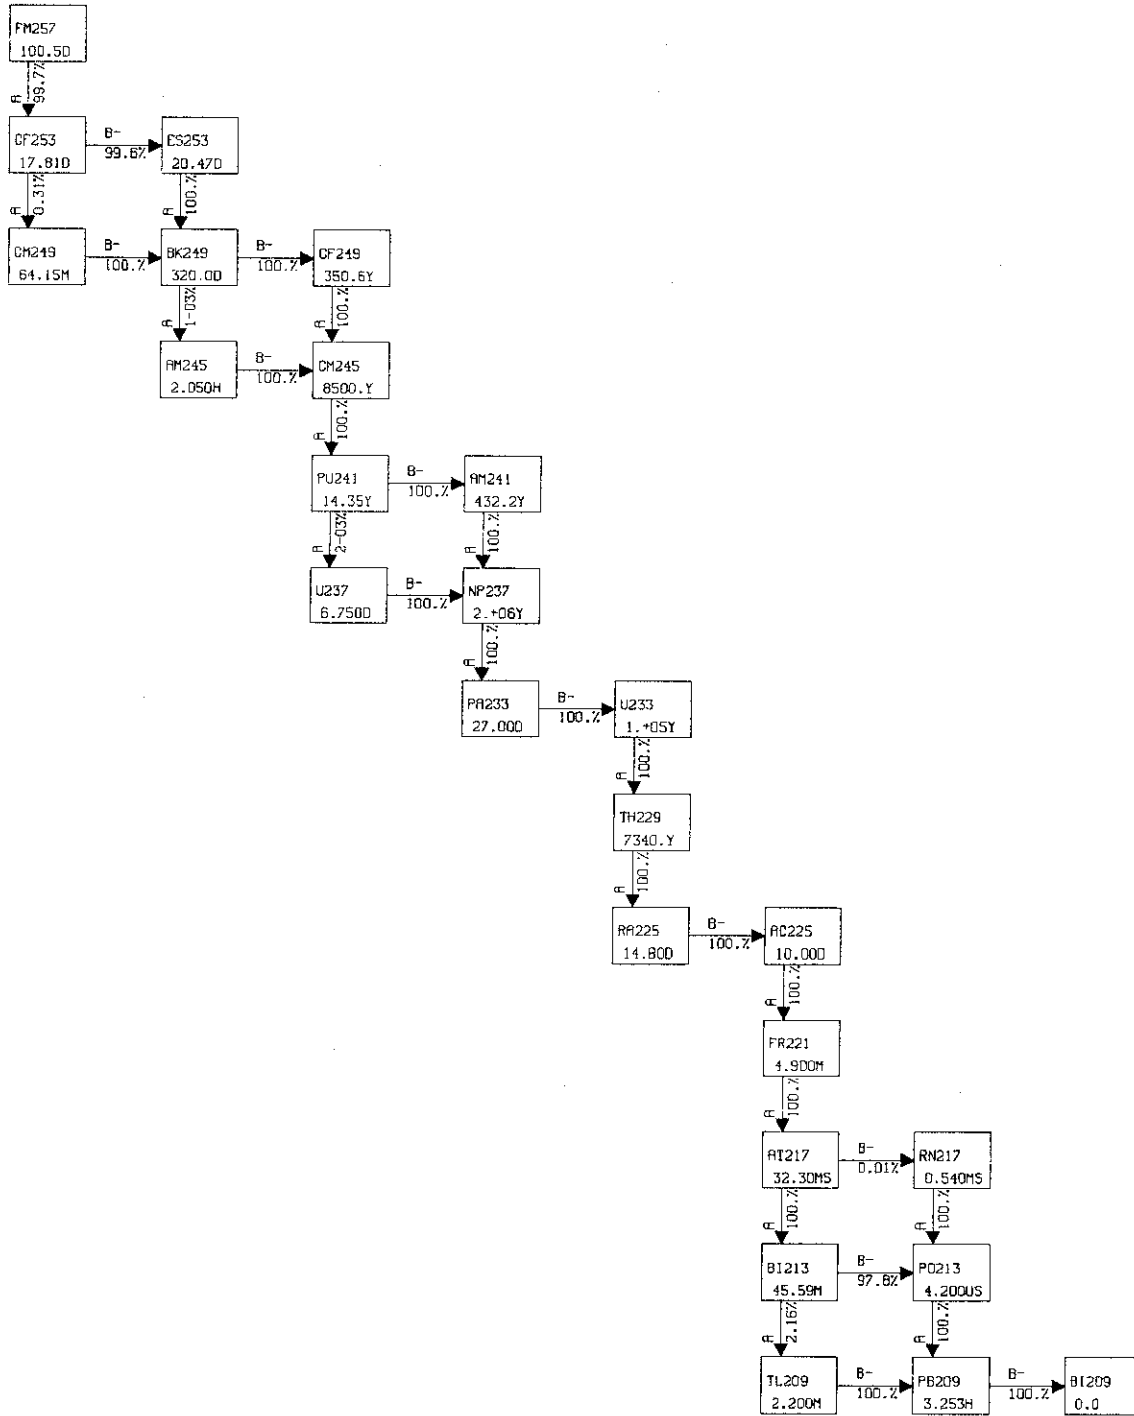 FM257
100.5D
A
99.7%
CF253
17.81D
B-
99.6%
ES253
20.47D
A
0.31%
A
100.%
CM249
64.15M
B-
100.%
BK249
320.0D
B-
100.%
CF249
350.6Y
A
1-03%
A
100.%
AM245
2.050H
B-
100.%
CM245
8500.Y
A
100.%
PU241
14.35Y
B-
100.%
AM241
432.2Y
A
2-03%
A
100.%
U237
6.750D
B-
100.%
NP237
2.+06Y
A
100.%
PA233
27.00D
B-
100.%
U233
1.+05Y
A
100.%
TH229
7340.Y
A
100.%
RA225
14.80D
B-
100.%
AC225
10.00D
A
100.%
FR221
4.900M
A
100.%
AT217
32.30MS
B-
0.01%
RN217
0.540MS
A
100.%
A
100.%
BI213
45.59M
B-
97.8%
PO213
4.200US
A
2.16%
A
100.%
TL209
2.200M
B-
100.%
PB209
3.253H
B-
100.%
BI209
0.0